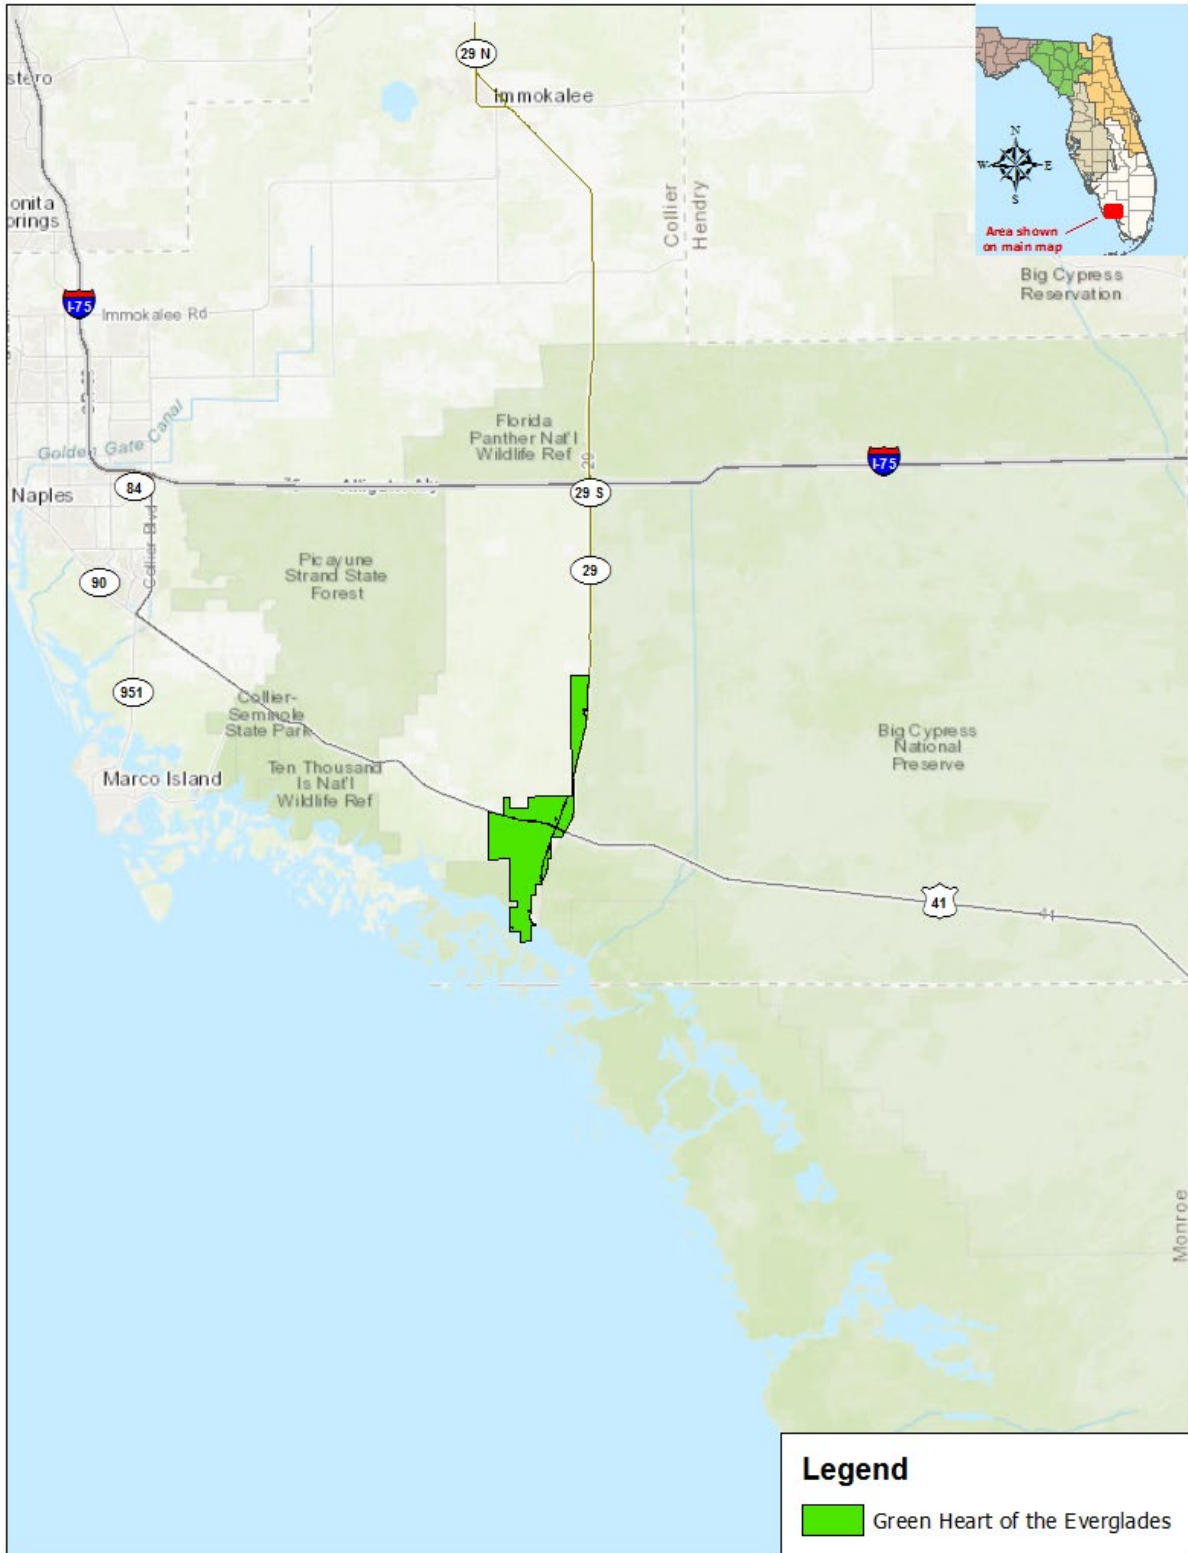 29 N
Immokalee
stero
N
W
E
S
Area shown
on main map
onita
prings
Collier
Hendry
Big Cypress
Reservation
I-75
Immokalee Rd
Golden Gate Canal
Florida
Panther Nat'l
Wildlife Ref
29
I-75
84
29 S
Naples
Collier Blvd
Picayune
Strand State
Forest
90
29
951
Collier-
Seminole
State Park
Big Cypress
National
Preserve
Marco Island
Ten Thousand
Is Nat'l
Wildlife Ref
41
41
Monroe
Legend
Green Heart of the Everglades